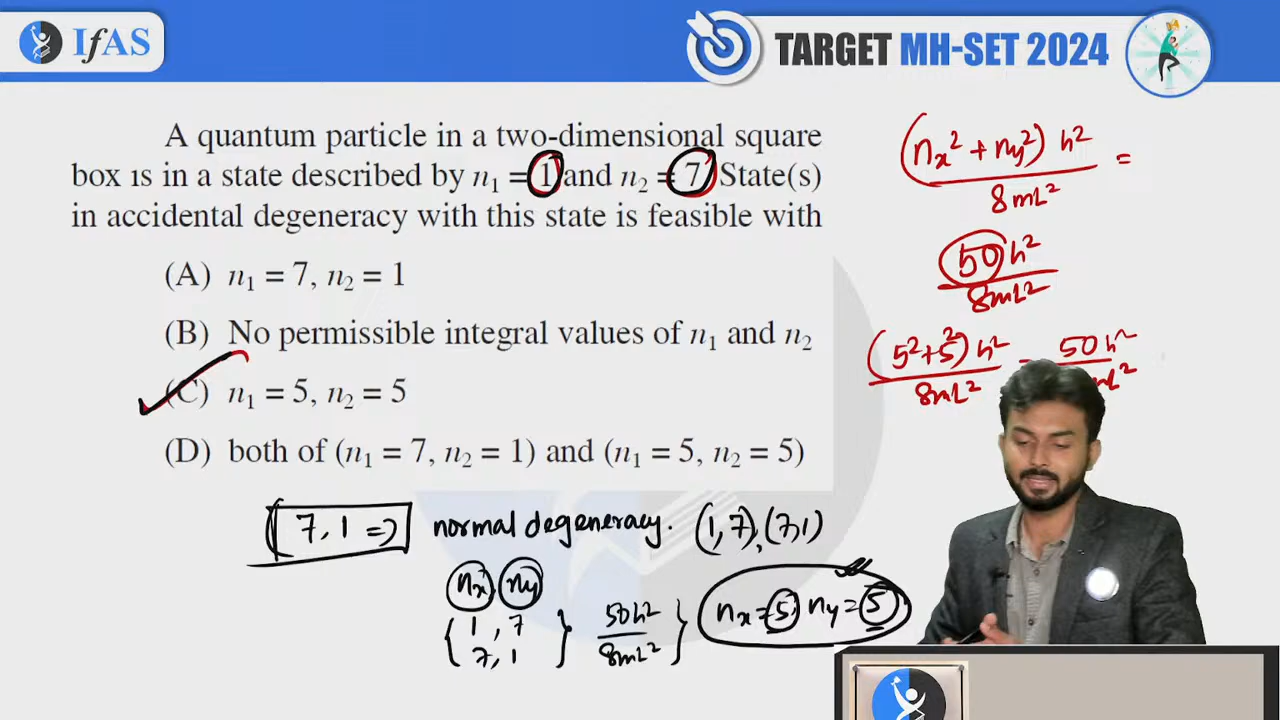 IfAS
TARGET MH-SET 2024
A quantum particle in a two-dimensional square
box is in a state described by n₁ = 1 and n₂ = 7 State(s)
in accidental degeneracy with this state is feasible with
(A) n₁ = 7, n₂ = 1
(B) No permissible integral values of n₁ and n₂
(C) n₁ = 5, n₂ = 5
(D) both of (n₁ = 7, n₂ = 1) and (n₁ = 5, n₂ = 5)
(nx² + ny²) h² =
8mL²
50 h²
8mL²
(5²+5²) h² = 50h²
8mL²
7, 1 => normal degeneracy. (1,7), (7,1)
nx ny
1, 7
7, 1
50h²
8mL²
nx = 5, ny = 5